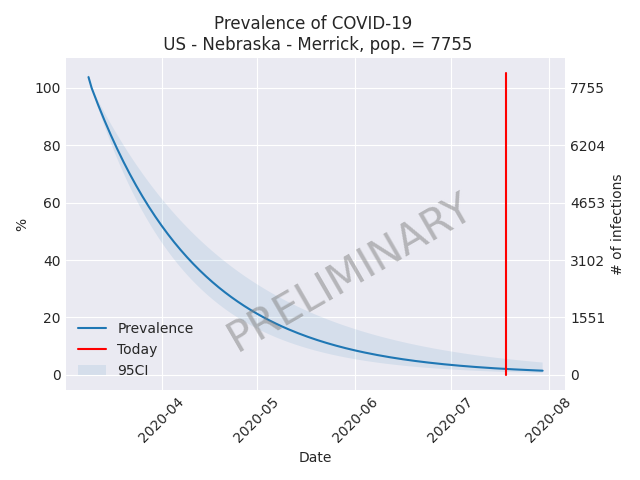 Prevalence of COVID-19
US - Nebraska - Merrick, pop. = 7755
100
80
60
40
20
0
%
7755
6204
4653
3102
1551
0
# of infections
PRELIMINARY
Prevalence
Today
95CI
2020-04
2020-05
2020-06
2020-07
2020-08
Date